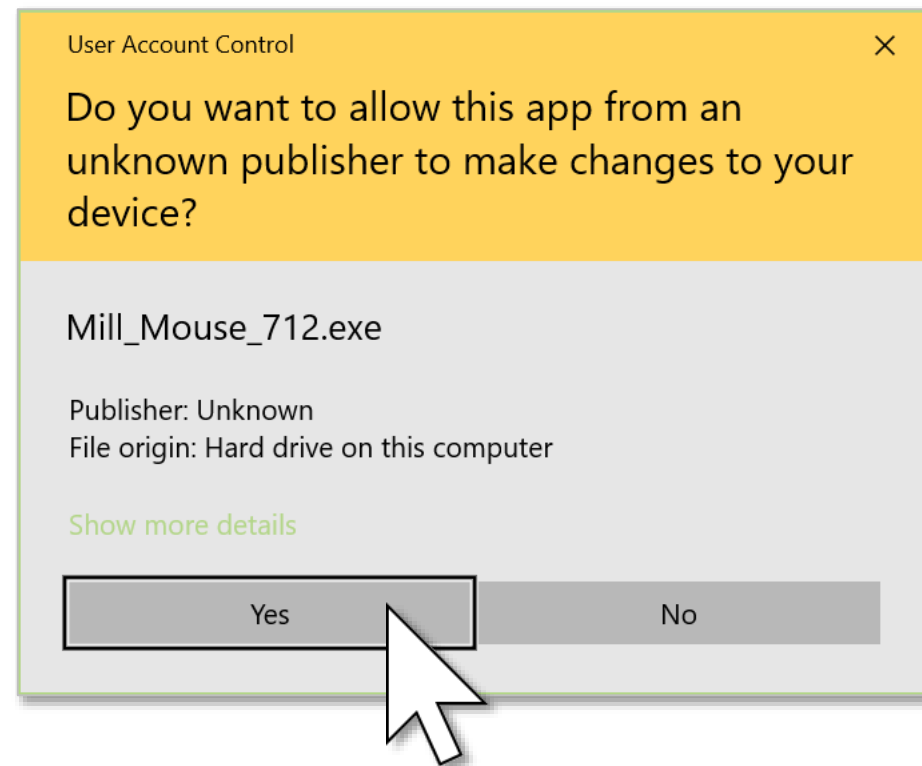 User Account Control
Do you want to allow this app from an
unknown publisher to make changes to your
device?
Mill_Mouse_712.exe
Publisher: Unknown
File origin: Hard drive on this computer
Show more details
Yes
No